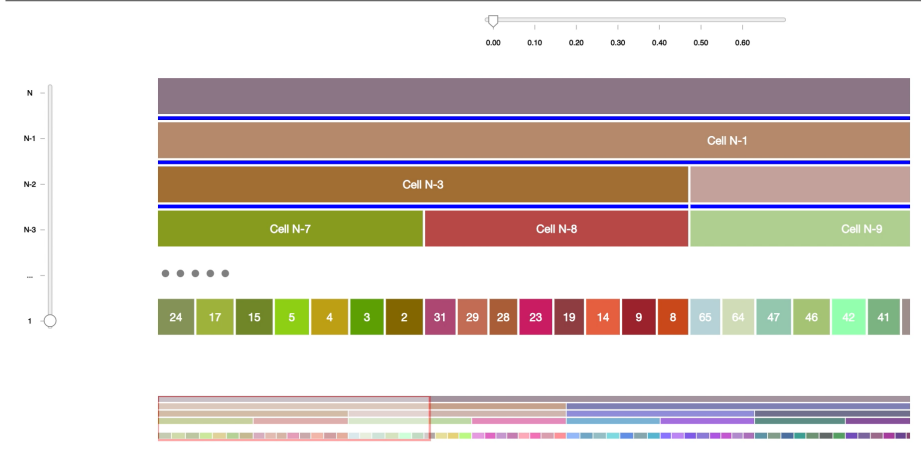 0.00 0.10 0.20 0.30 0.40 0.50 0.60
N
N-1
Cell N-1
N-2
Cell N-3
N-3
Cell N-7 Cell N-8 Cell N-9
...
1
24 17 15 5 4 3 2 31 29 28 23 19 14 9 8 65 64 47 46 42 41